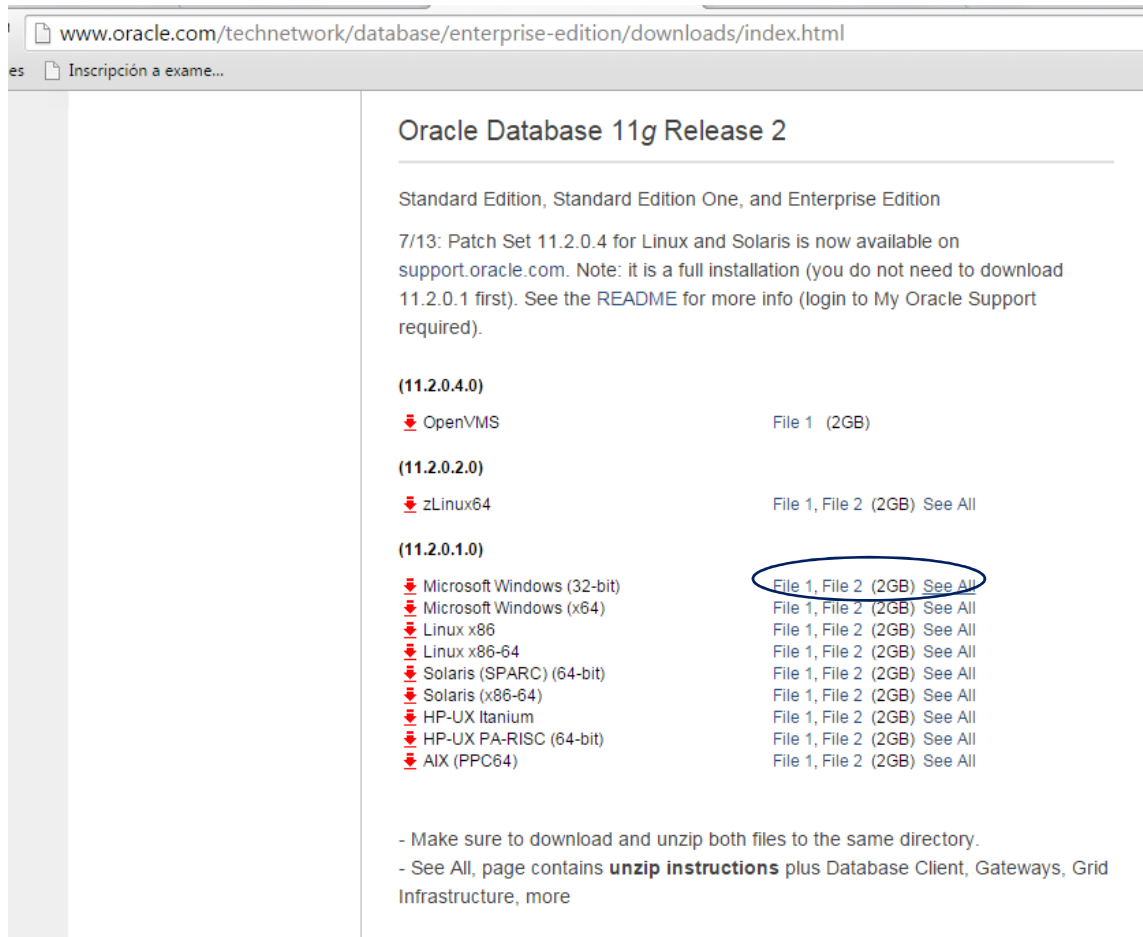 www.oracle.com/technetwork/database/enterprise-edition/downloads/index.html
es Inscripción a exame...
Oracle Database 11g Release 2
Standard Edition, Standard Edition One, and Enterprise Edition
7/13: Patch Set 11.2.0.4 for Linux and Solaris is now available on
support.oracle.com. Note: it is a full installation (you do not need to download
11.2.0.1 first). See the README for more info (login to My Oracle Support
required).
(11.2.0.4.0)
OpenVMS File 1 (2GB)
(11.2.0.2.0)
zLinux64 File 1, File 2 (2GB) See All
(11.2.0.1.0)
Microsoft Windows (32-bit) File 1, File 2 (2GB) See All
Microsoft Windows (x64) File 1, File 2 (2GB) See All
Linux x86 File 1, File 2 (2GB) See All
Linux x86-64 File 1, File 2 (2GB) See All
Solaris (SPARC) (64-bit) File 1, File 2 (2GB) See All
Solaris (x86-64) File 1, File 2 (2GB) See All
HP-UX Itanium File 1, File 2 (2GB) See All
HP-UX PA-RISC (64-bit) File 1, File 2 (2GB) See All
AIX (PPC64) File 1, File 2 (2GB) See All
- Make sure to download and unzip both files to the same directory.
- See All, page contains unzip instructions plus Database Client, Gateways, Grid
Infrastructure, more